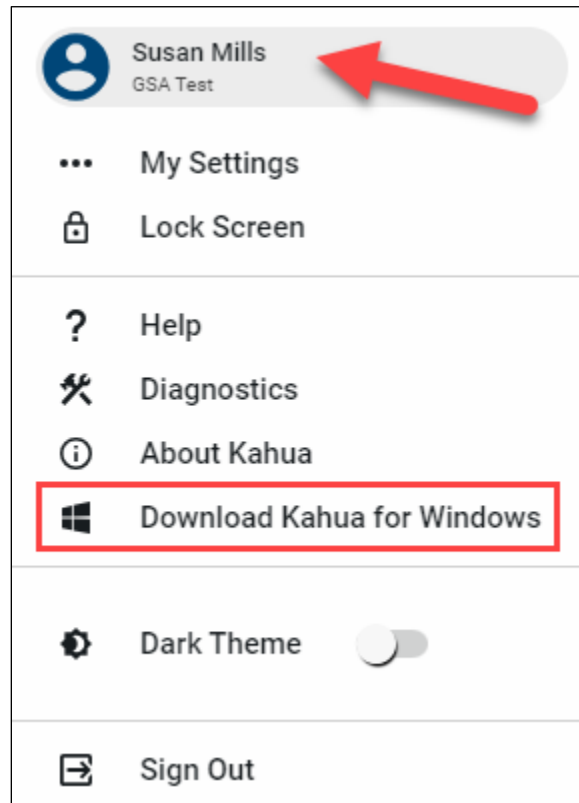 Susan Mills
GSA Test
My Settings
Lock Screen
Help
Diagnostics
About Kahua
Download Kahua for Windows
Dark Theme
Sign Out